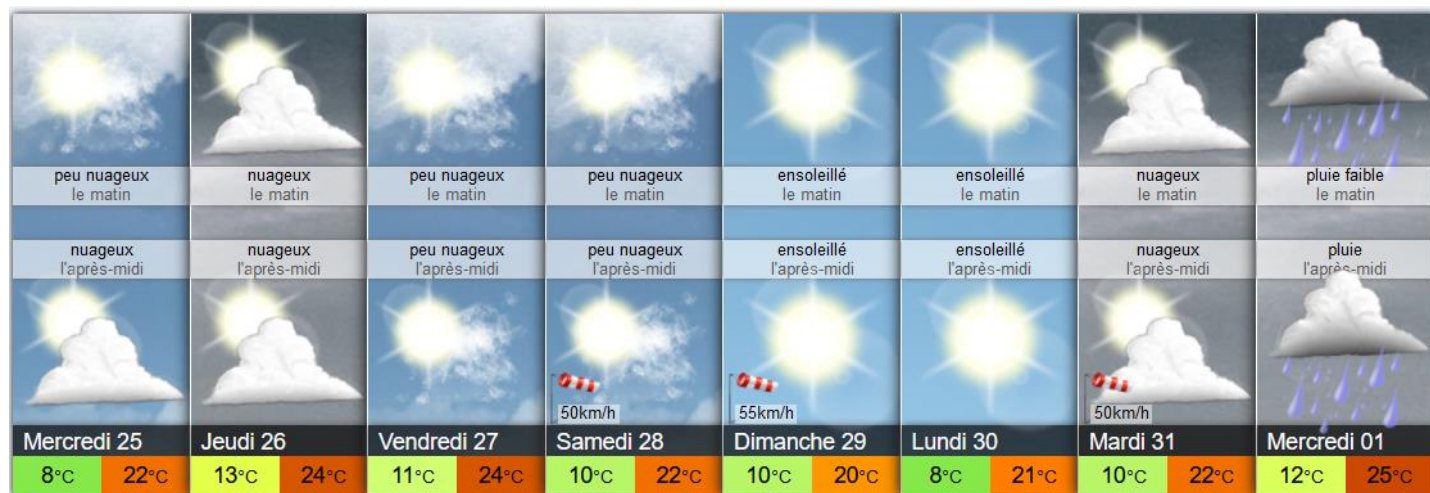 peu nuageux
le matin
nuageux
l'après-midi
Mercredi 25
8°C 22°C
nuageux
le matin
nuageux
l'après-midi
Jeudi 26
13°C 24°C
peu nuageux
le matin
peu nuageux
l'après-midi
Vendredi 27
11°C 24°C
peu nuageux
le matin
peu nuageux
l'après-midi
50km/h
Samedi 28
10°C 22°C
ensoleillé
le matin
ensoleillé
l'après-midi
55km/h
Dimanche 29
10°C 20°C
ensoleillé
le matin
ensoleillé
l'après-midi
Lundi 30
8°C 21°C
nuageux
le matin
nuageux
l'après-midi
50km/h
Mardi 31
10°C 22°C
pluie faible
le matin
pluie
l'après-midi
Mercredi 01
12°C 25°C